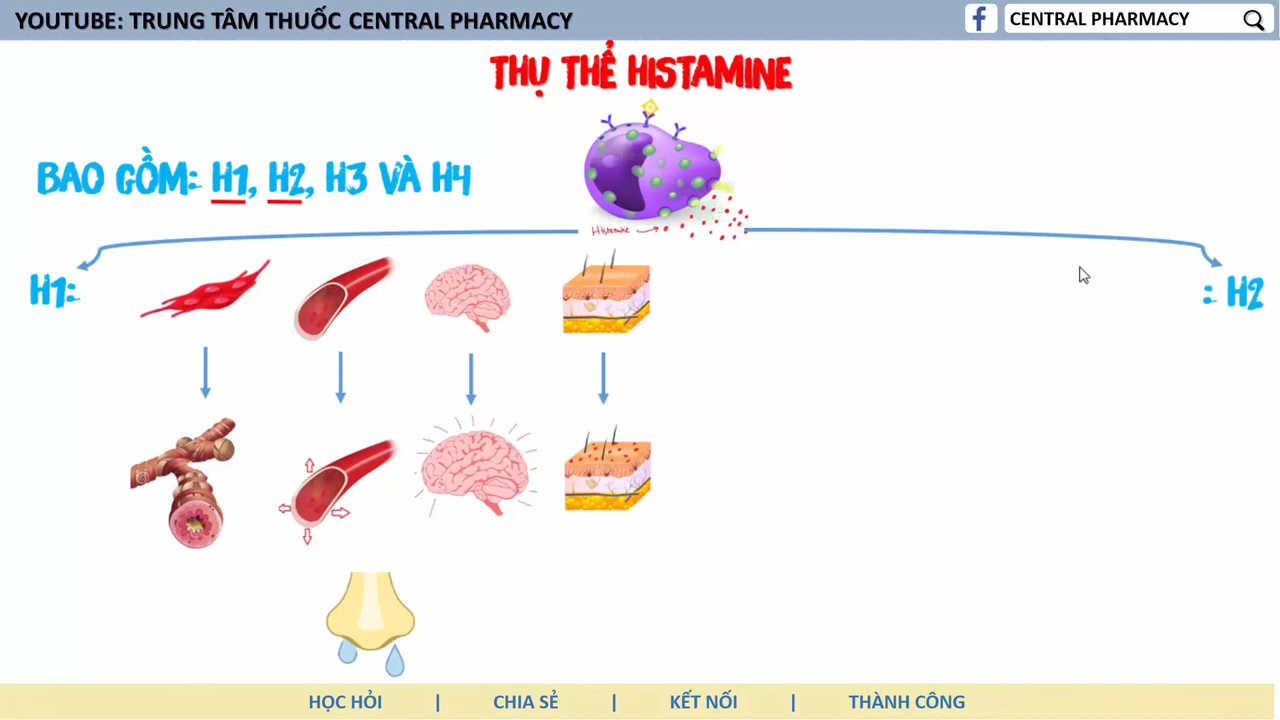 YOUTUBE: TRUNG TÂM THUỐC CENTRAL PHARMACY
CENTRAL PHARMACY
THỤ THỂ HISTAMINE
BAO GỒM: H1, H2, H3 VÀ H4
Histamine
H1:
: H2
HỌC HỎI | CHIA SẺ | KẾT NỐI | THÀNH CÔNG